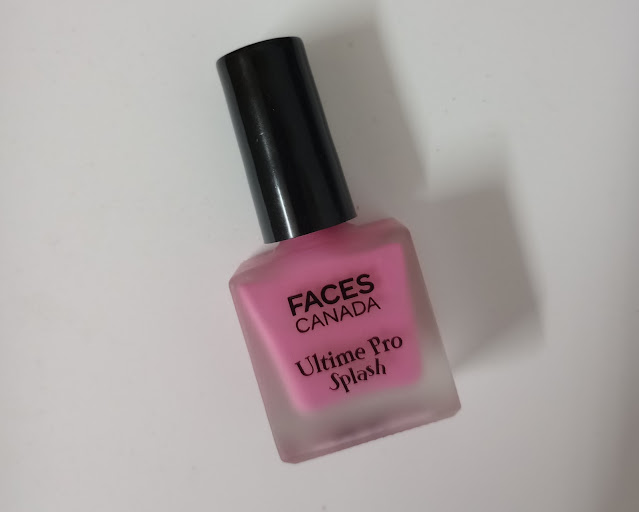 FACES
CANADA
Ultime Pro
Splash